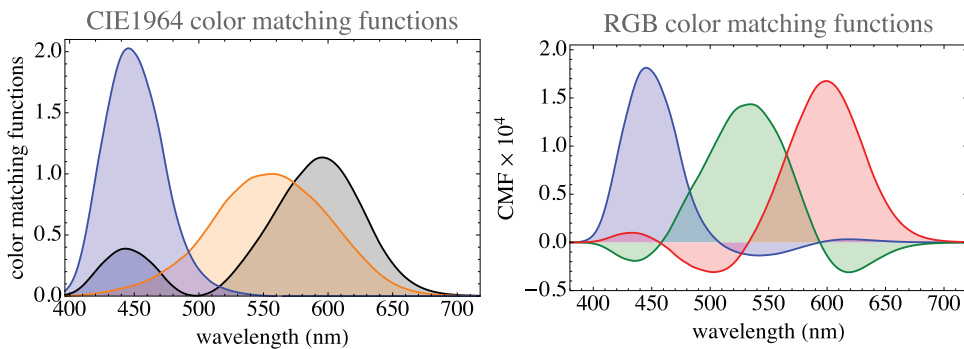 CIE1964 color matching functions
color matching functions
2.0
1.5
1.0
0.5
0.0
400 450 500 550 600 650 700
wavelength (nm)
RGB color matching functions
CMF × 10⁴
2.0
1.5
1.0
0.5
0.0
−0.5
400 450 500 550 600 650 700
wavelength (nm)